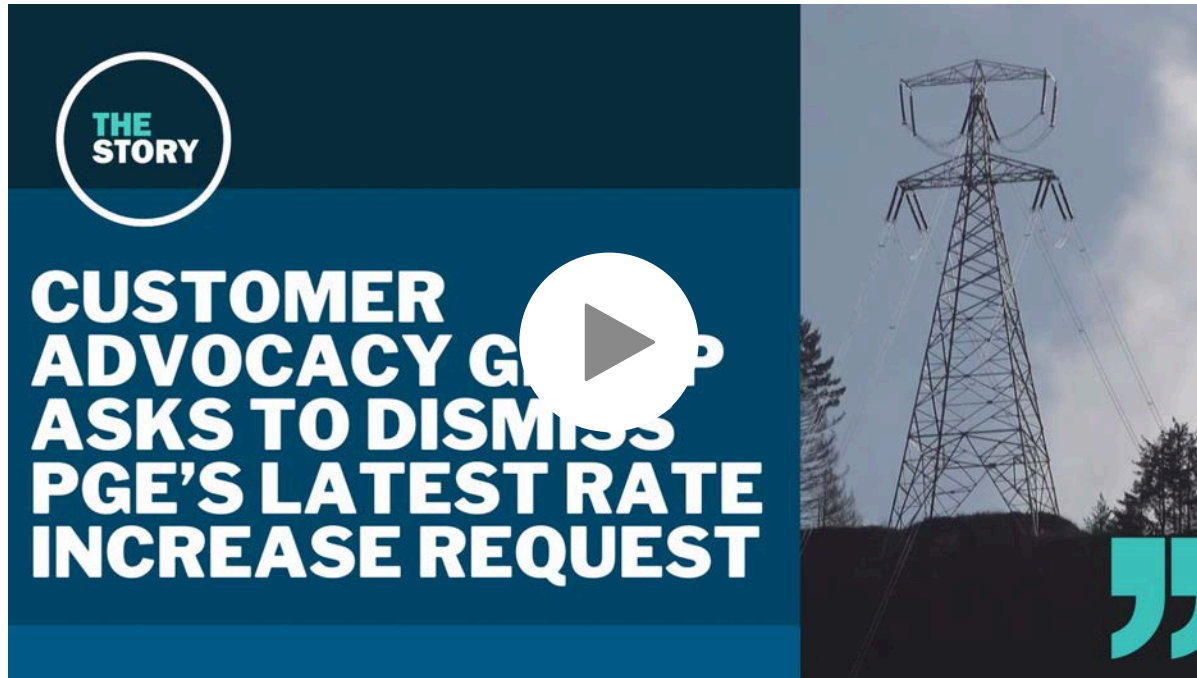 THE
STORY
CUSTOMER
ADVOCACY
ASKS TO DISMISS
PGE'S LATEST RATE
INCREASE REQUEST